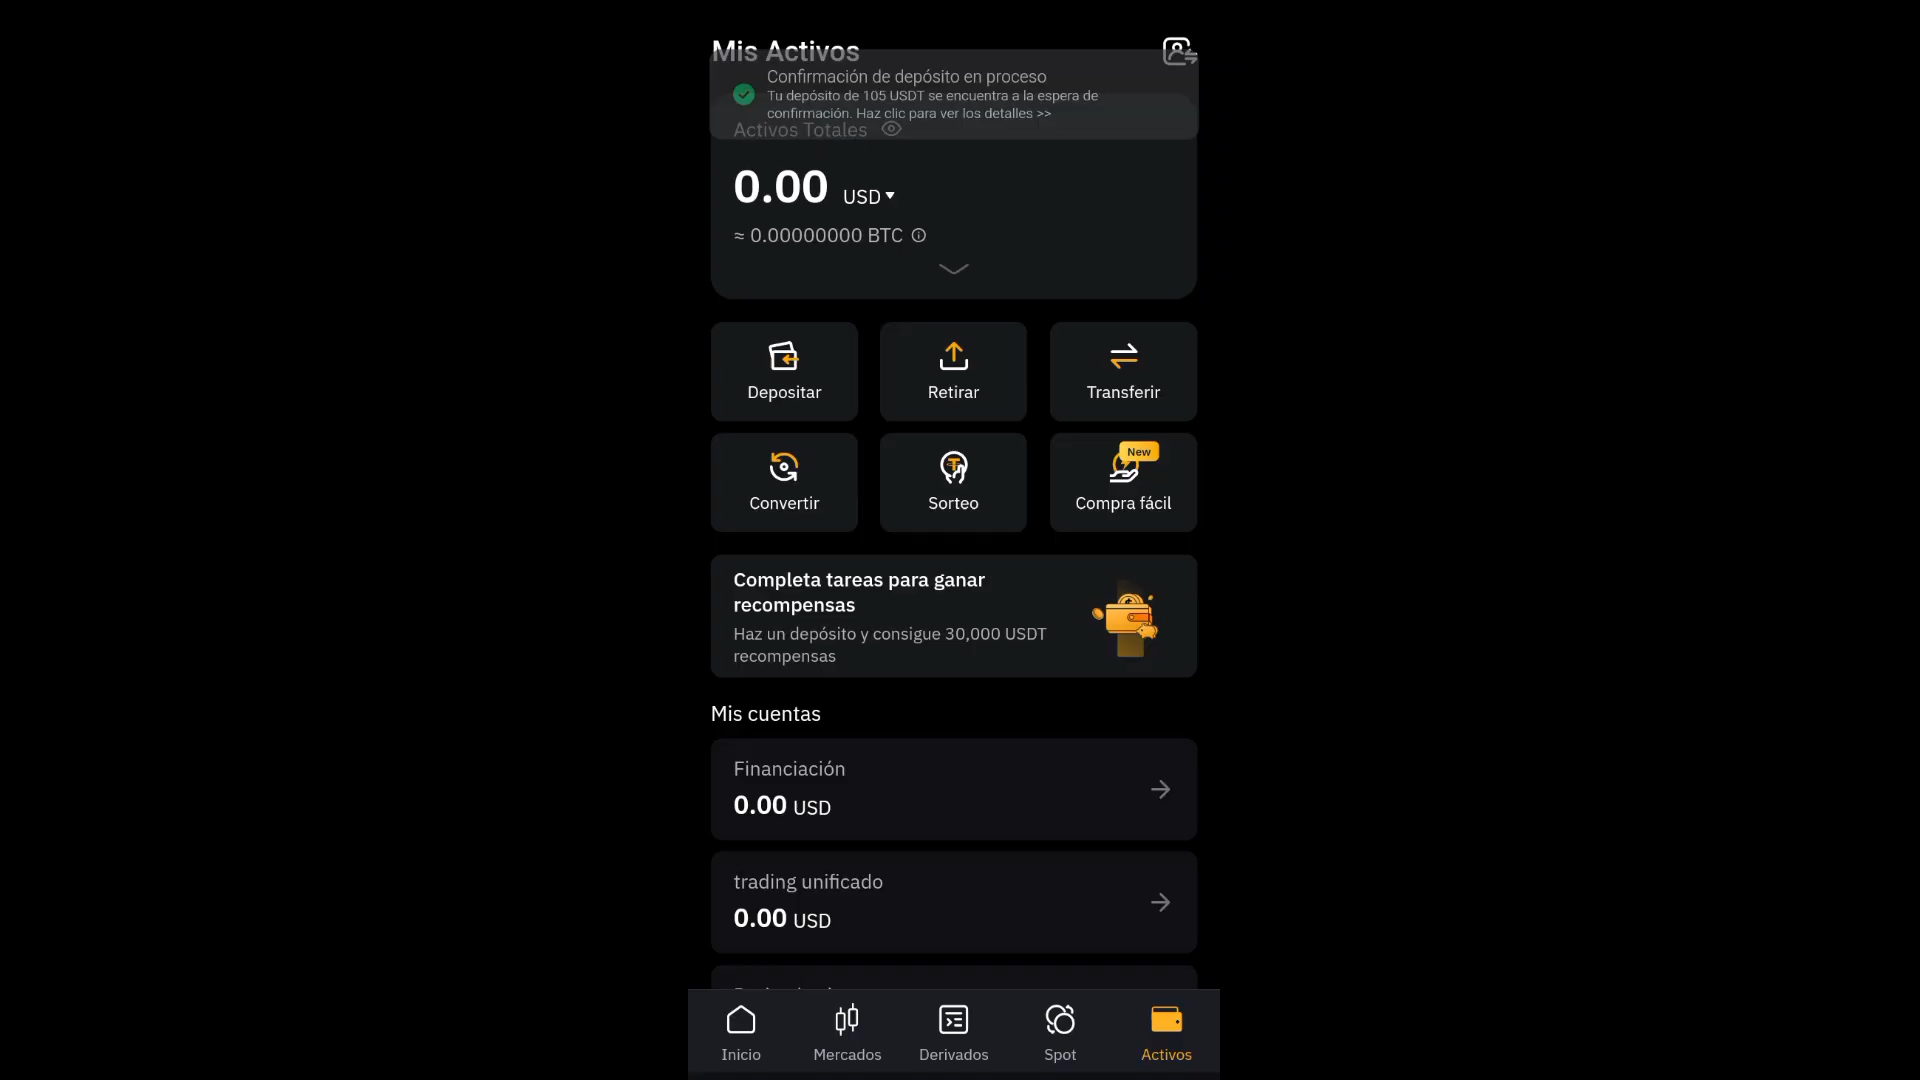 Mis Activos
Confirmación de depósito en proceso
Tu depósito de 105 USDT se encuentra a la espera de
confirmación. Haz clic para ver los detalles >>
Activos Totales
0.00 USD
≈ 0.00000000 BTC
Depositar
Retirar
Transferir
New
Convertir
Sorteo
Compra fácil
Completa tareas para ganar
recompensas
Haz un depósito y consigue 30,000 USDT
recompensas
Mis cuentas
Financiación
0.00 USD
trading unificado
0.00 USD
Inicio
Mercados
Derivados
Spot
Activos